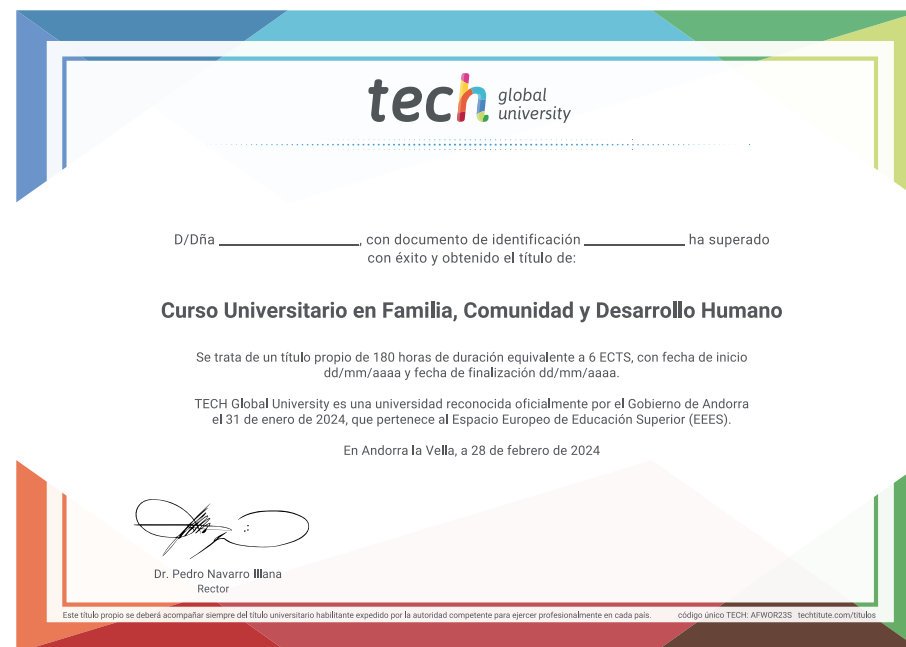 tech global university
D/Dña ____________________, con documento de identificación ______________ ha superado
con éxito y obtenido el título de:
Curso Universitario en Familia, Comunidad y Desarrollo Humano
Se trata de un título propio de 180 horas de duración equivalente a 6 ECTS, con fecha de inicio
dd/mm/aaaa y fecha de finalización dd/mm/aaaa.
TECH Global University es una universidad reconocida oficialmente por el Gobierno de Andorra
el 31 de enero de 2024, que pertenece al Espacio Europeo de Educación Superior (EEES).
En Andorra la Vella, a 28 de febrero de 2024
Dr. Pedro Navarro Illana
Rector
Este título propio se deberá acompañar siempre del título universitario habilitante expedido por la autoridad competente para ejercer profesionalmente en cada país. código único TECH: AFWOR23S techtitute.com/titulos